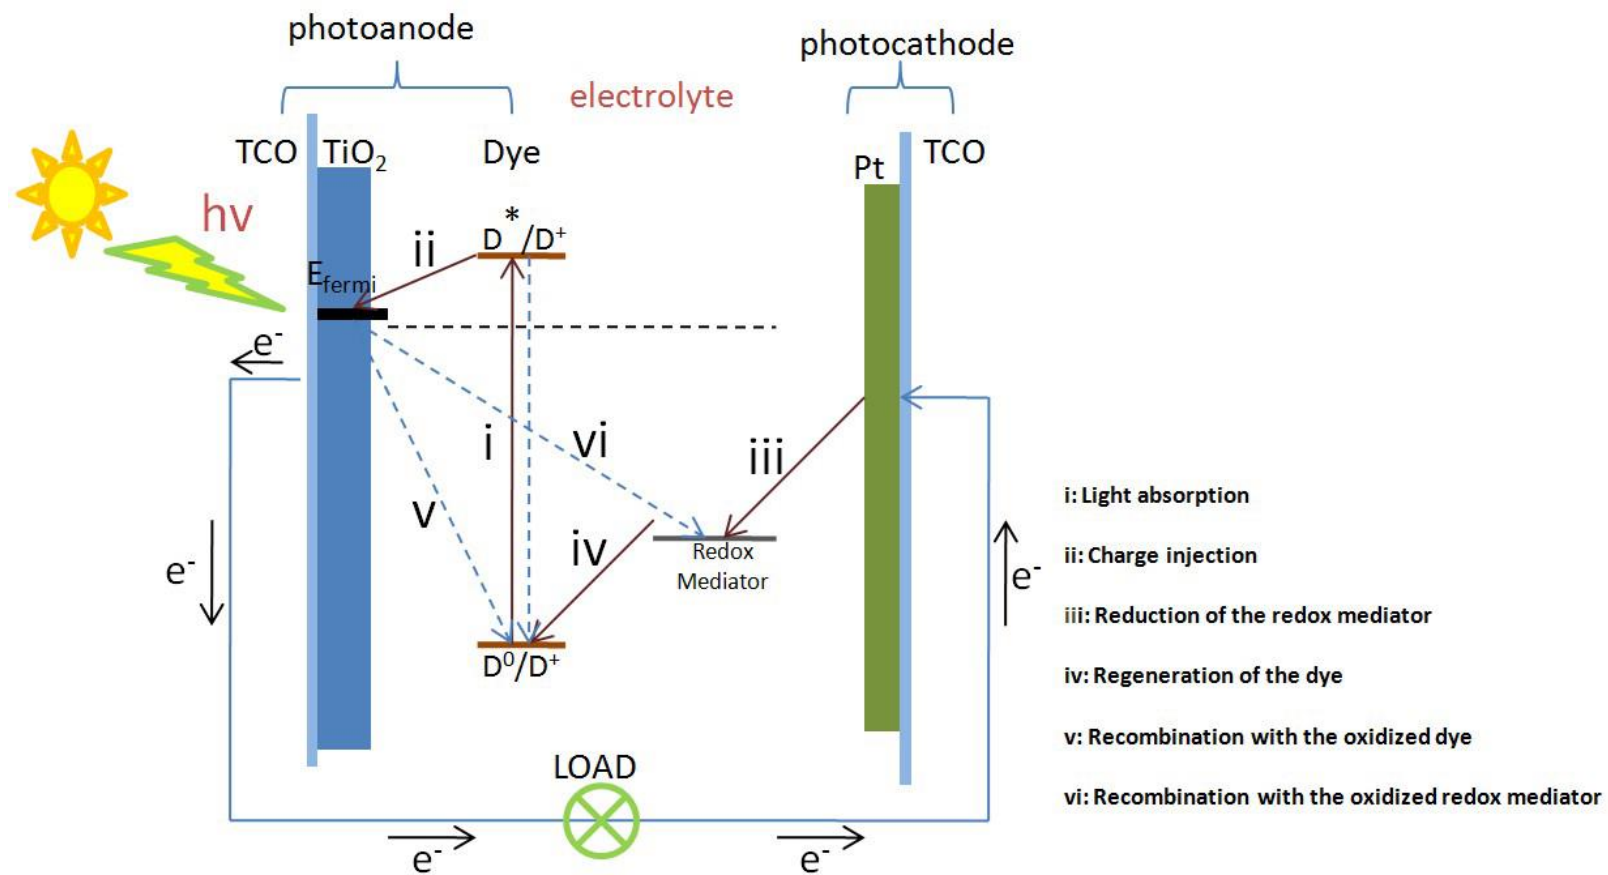 photoanode
photocathode
electrolyte
TCO TiO₂ Dye
Pt TCO
hν
D*/D⁺
ii
E_fermi
e⁻
i
vi
iii
v
iv
Redox
Mediator
e⁻
e⁻
D⁰/D⁺
LOAD
e⁻
e⁻
i: Light absorption
ii: Charge injection
iii: Reduction of the redox mediator
iv: Regeneration of the dye
v: Recombination with the oxidized dye
vi: Recombination with the oxidized redox mediator